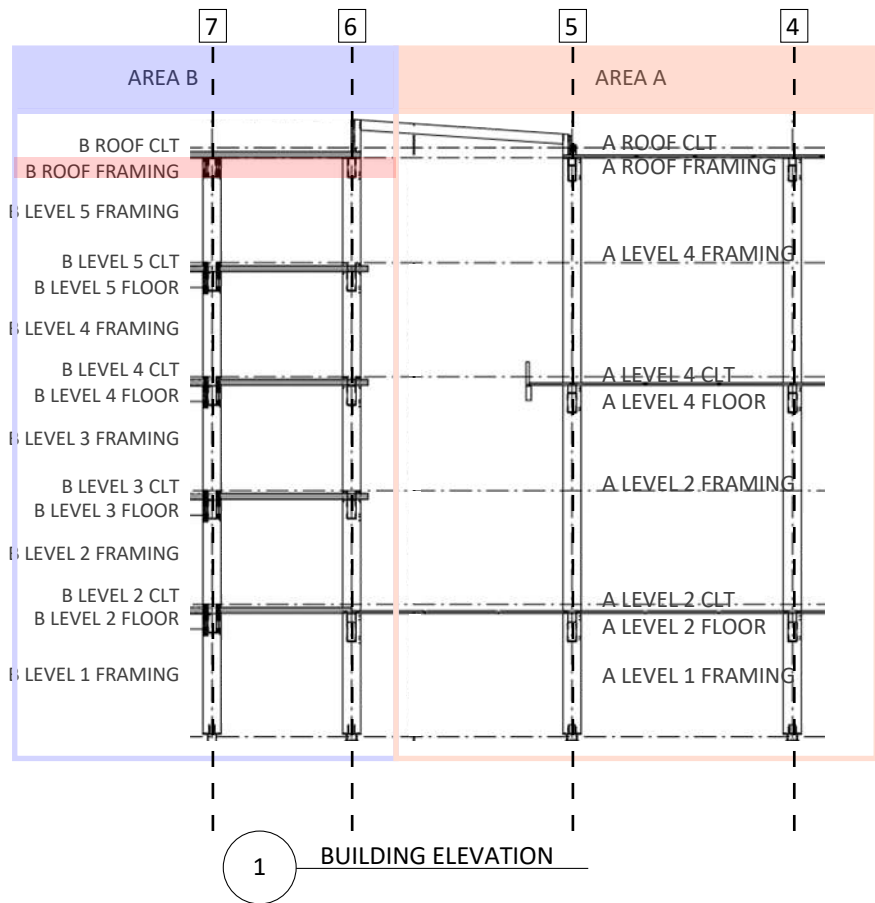 7
6
5
4
AREA B
AREA A
B ROOF CLT
B ROOF FRAMING
B LEVEL 5 FRAMING
B LEVEL 5 CLT
B LEVEL 5 FLOOR
B LEVEL 4 FRAMING
B LEVEL 4 CLT
B LEVEL 4 FLOOR
B LEVEL 3 FRAMING
B LEVEL 3 CLT
B LEVEL 3 FLOOR
B LEVEL 2 FRAMING
B LEVEL 2 CLT
B LEVEL 2 FLOOR
B LEVEL 1 FRAMING
A ROOF CLT
A ROOF FRAMING
A LEVEL 4 FRAMING
A LEVEL 4 CLT
A LEVEL 4 FLOOR
A LEVEL 2 FRAMING
A LEVEL 2 CLT
A LEVEL 2 FLOOR
A LEVEL 1 FRAMING
1
BUILDING ELEVATION